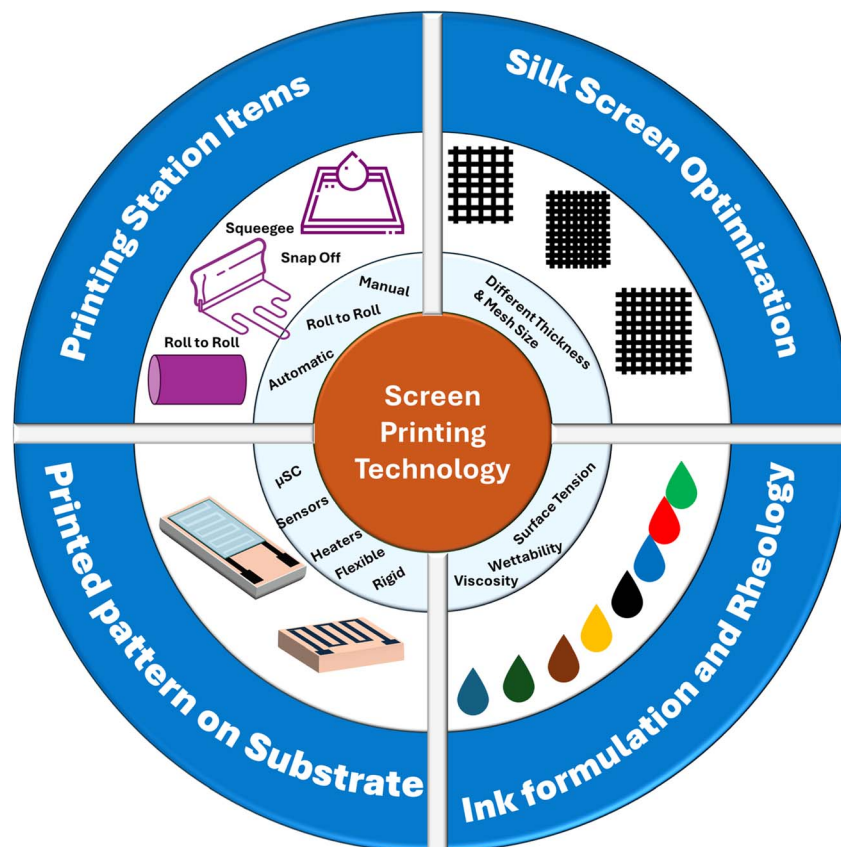 Printing Station Items
Silk Screen Optimization
Squeegee
Snap Off
Roll to Roll
Manual
Roll to Roll
Automatic
Different Thickness
& Mesh Size
Screen
Printing
Technology
µSC
Sensors
Heaters
Flexible
Rigid
Surface Tension
Wettability
Viscosity
Printed pattern on Substrate
Ink formulation and Rheology